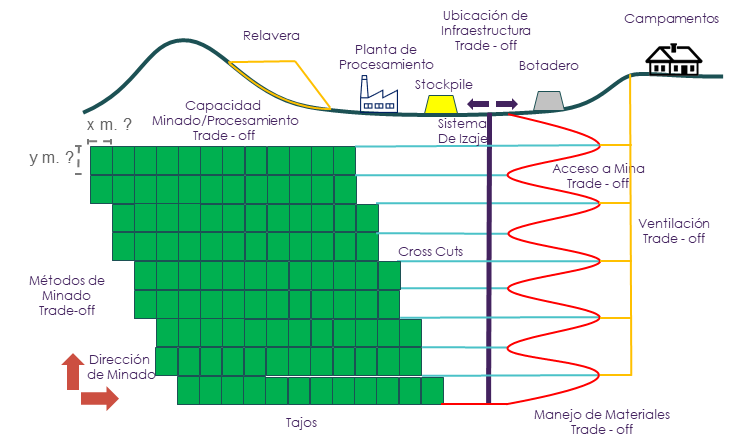 Ubicación de
Infraestructura
Trade - off
Campamentos
Relavera
Planta de
Procesamiento
Stockpile
Botadero
Capacidad
Minado/Procesamiento
Trade - off
x m. ?
Sistema
De Izaje
y m. ?
Acceso a Mina
Trade - off
Ventilación
Trade - off
Cross Cuts
Métodos de
Minado
Trade-off
Dirección
de Minado
Tajos
Manejo de Materiales
Trade - off